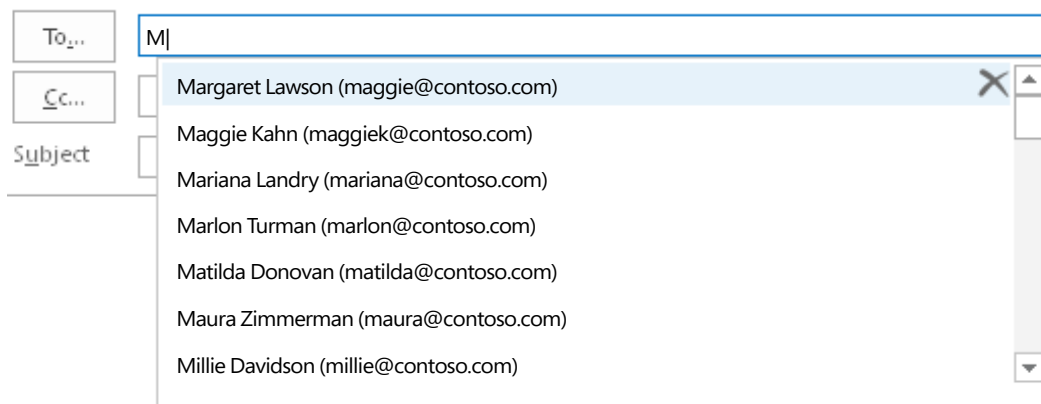 To... M
Margaret Lawson (maggie@contoso.com)
Cc...
Maggie Kahn (maggiek@contoso.com)
Subject
Mariana Landry (mariana@contoso.com)
Marlon Turman (marlon@contoso.com)
Matilda Donovan (matilda@contoso.com)
Maura Zimmerman (maura@contoso.com)
Millie Davidson (millie@contoso.com)